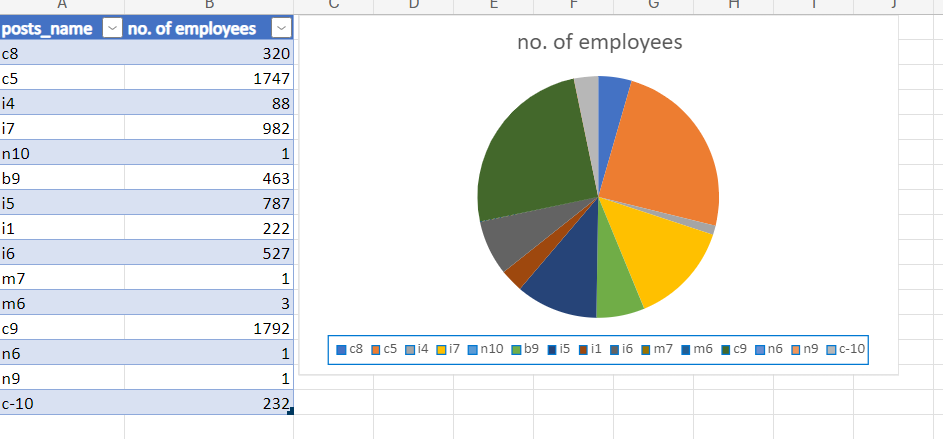 A B C D E F G H I J
posts_name no. of employees
c8 320
c5 1747
i4 88
i7 982
n10 1
b9 463
i5 787
i1 222
i6 527
m7 1
m6 3
c9 1792
n6 1
n9 1
c-10 232
no. of employees
c8 c5 i4 i7 n10 b9 i5 i1 i6 m7 m6 c9 n6 n9 c-10